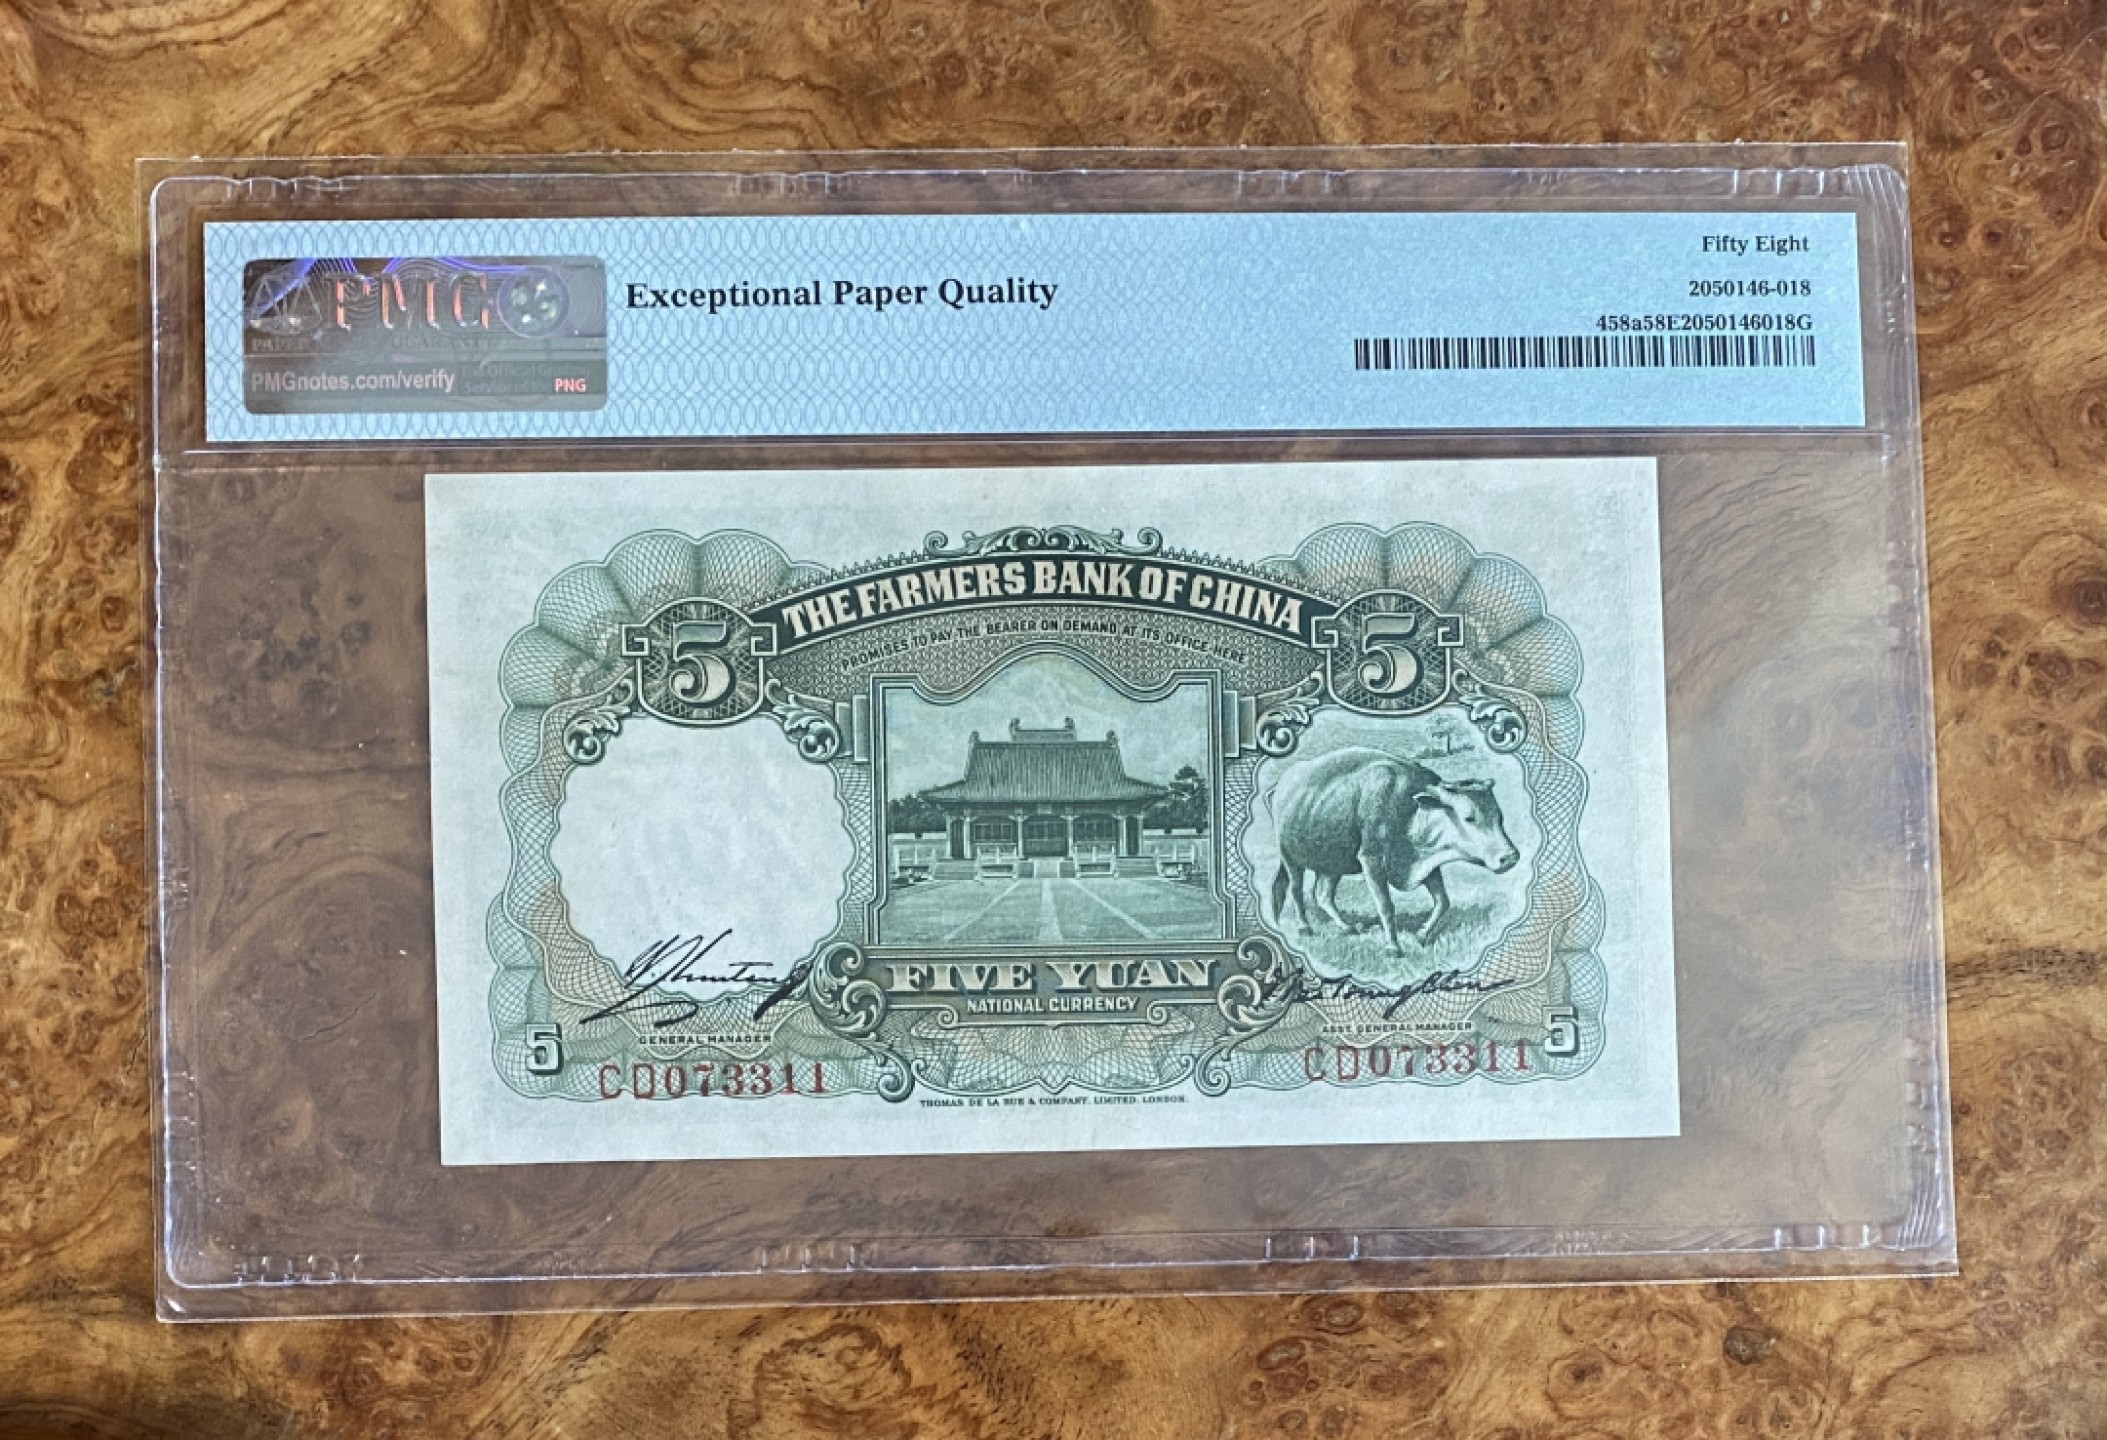 Fifty Eight
PMG
Exceptional Paper Quality
2050146-018
458a58E2050146018G
PAPER
PMGnotes.com/verify
PNG
THE FARMERS BANK OF CHINA
5 5
PROMISES TO PAY THE BEARER ON DEMAND AT ITS OFFICE HERE
FIVE YUAN
NATIONAL CURRENCY
GENERAL MANAGER
ASST. GENERAL MANAGER
5 5
CD073311
CD073311
THOMAS DE LA RUE & COMPANY, LIMITED, LONDON.